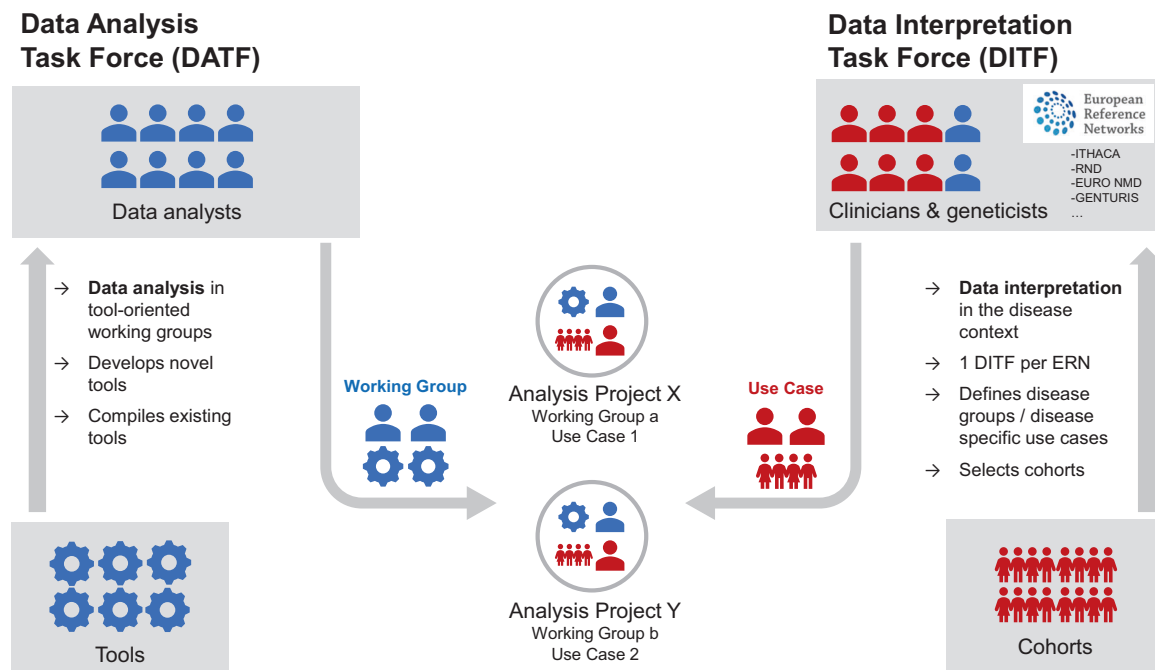 Data Analysis
Task Force (DATF)
Data analysts
→ Data analysis in
tool-oriented
working groups
→ Develops novel
tools
→ Compiles existing
tools
Tools
Working Group
Analysis Project X
Working Group a
Use Case 1
Analysis Project Y
Working Group b
Use Case 2
Use Case
Data Interpretation
Task Force (DITF)
European
Reference
Networks
-ITHACA
-RND
-EURO NMD
-GENTURIS
...
Clinicians & geneticists
→ Data interpretation
in the disease
context
→ 1 DITF per ERN
→ Defines disease
groups / disease
specific use cases
→ Selects cohorts
Cohorts